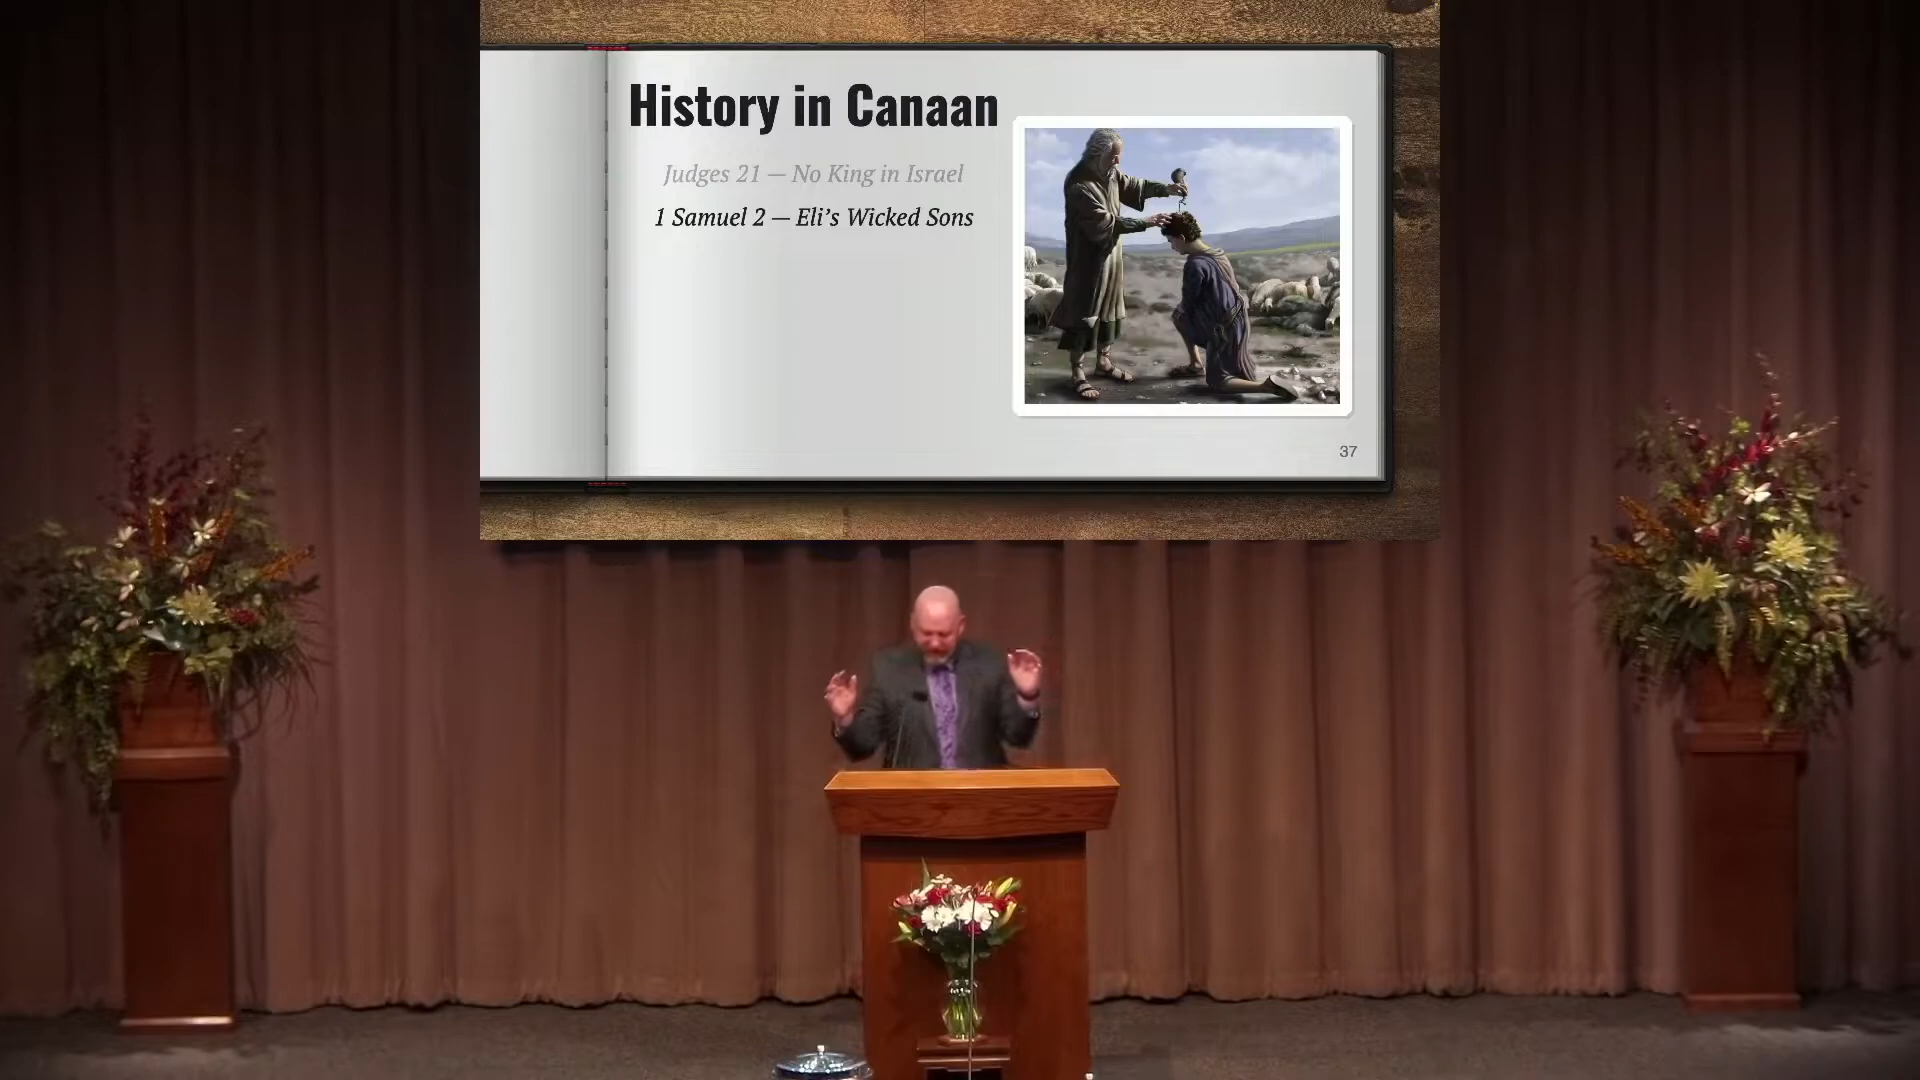 History in Canaan
Judges 21 — No King in Israel
1 Samuel 2 — Eli’s Wicked Sons
37